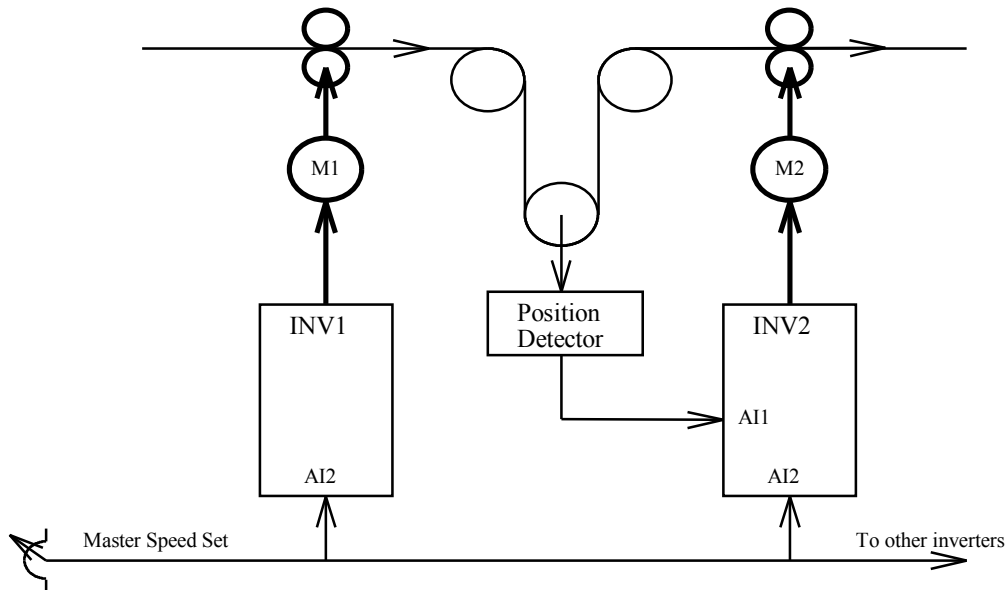 M1
M2
INV1
Position
Detector
INV2
AI1
AI2
AI2
Master Speed Set
To other inverters